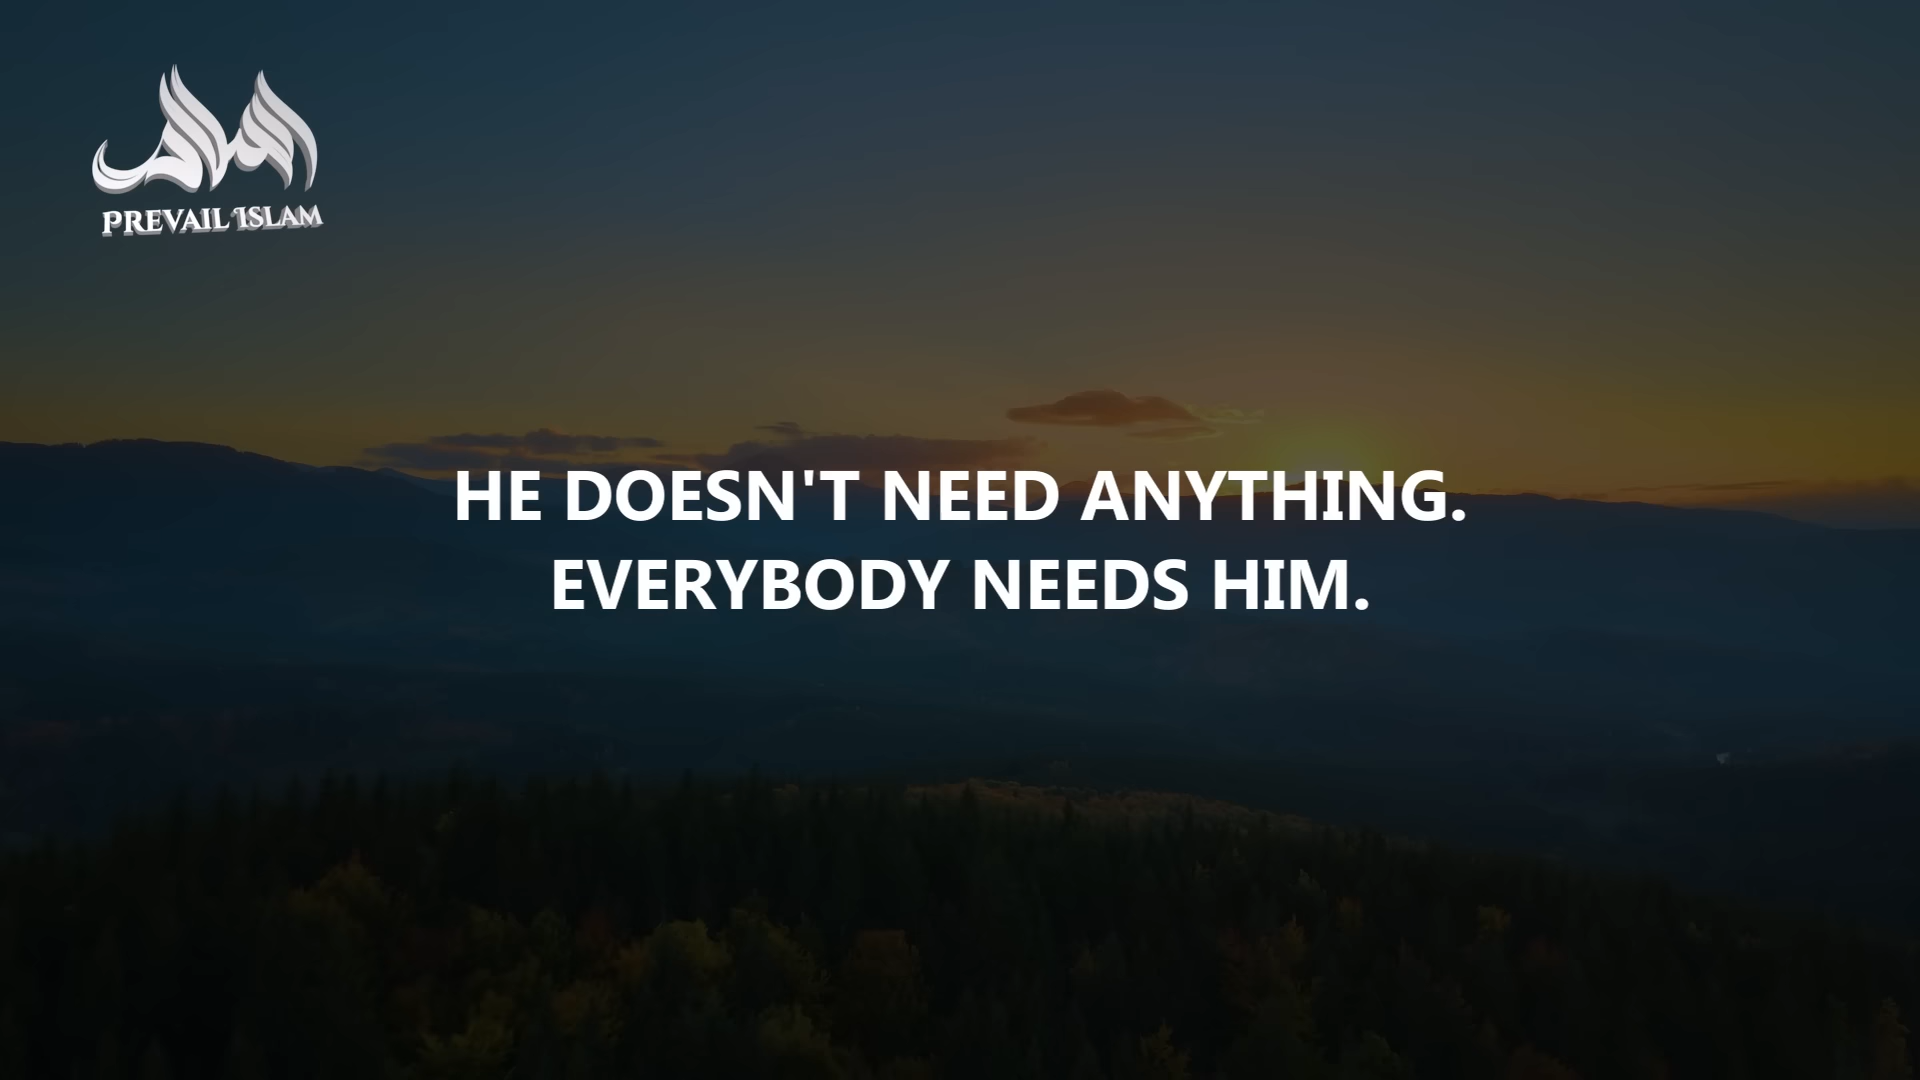 PREVAIL ISLAM
HE DOESN'T NEED ANYTHING.
EVERYBODY NEEDS HIM.